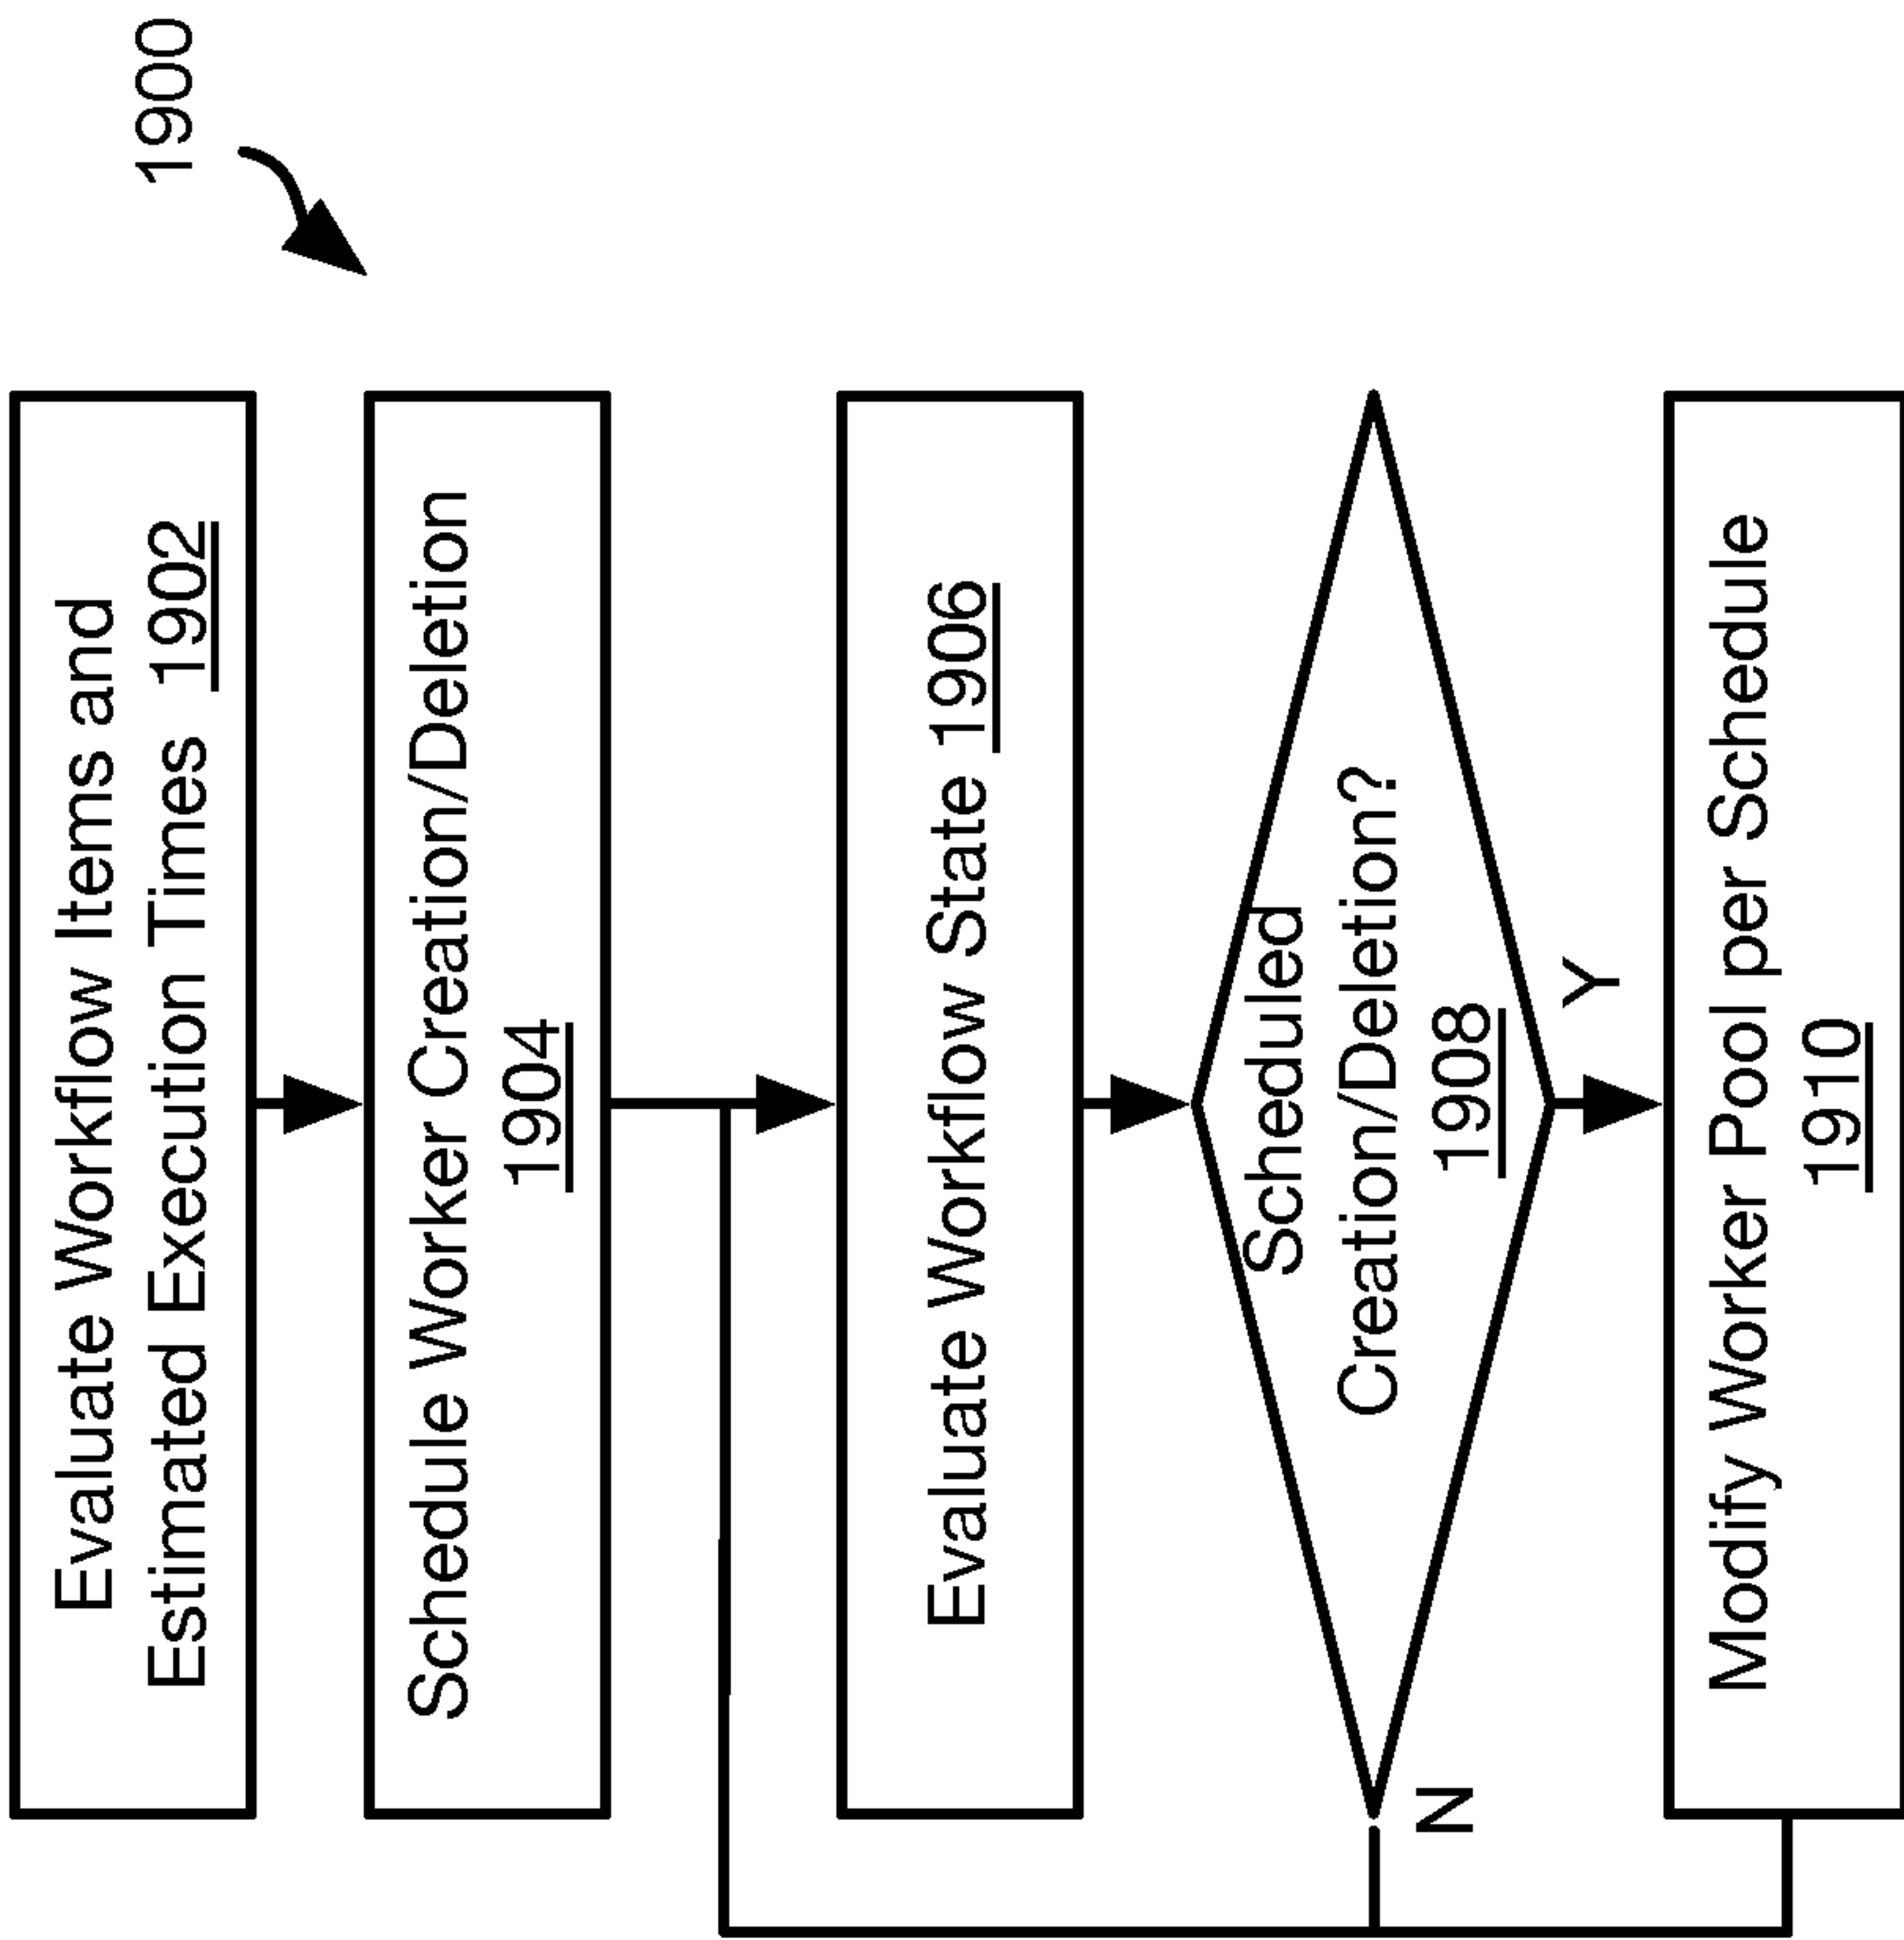 1900
Evaluate Workflow Items and
Estimated Execution Times 1902
Schedule Worker Creation/Deletion
1904
Evaluate Workflow State 1906
Scheduled
Creation/Deletion?
1908
N
Y
Modify Worker Pool per Schedule
1910